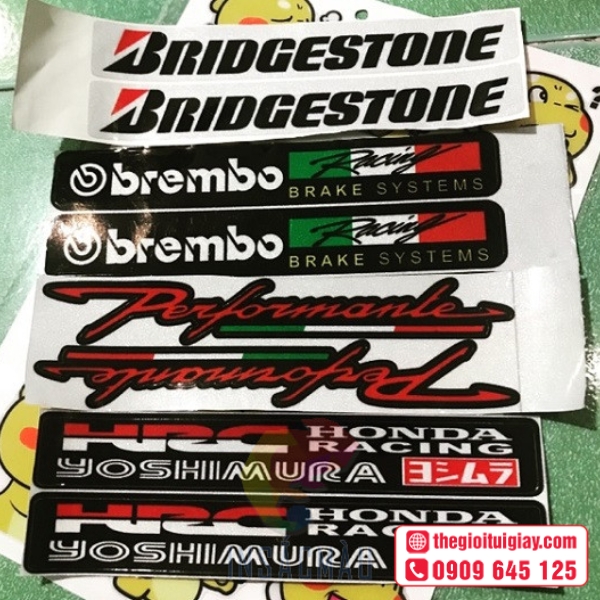 BRIDGESTONE
BRIDGESTONE
brembo Racing
BRAKE SYSTEMS
brembo Racing
BRAKE SYSTEMS
Performante
Performante
HRC HONDA
RACING
YOSHIMURA ヨシムラ
HRC HONDA
RAC
YOSHIMURA
INSAUMAU
thegioituigiay.com
0909 645 125